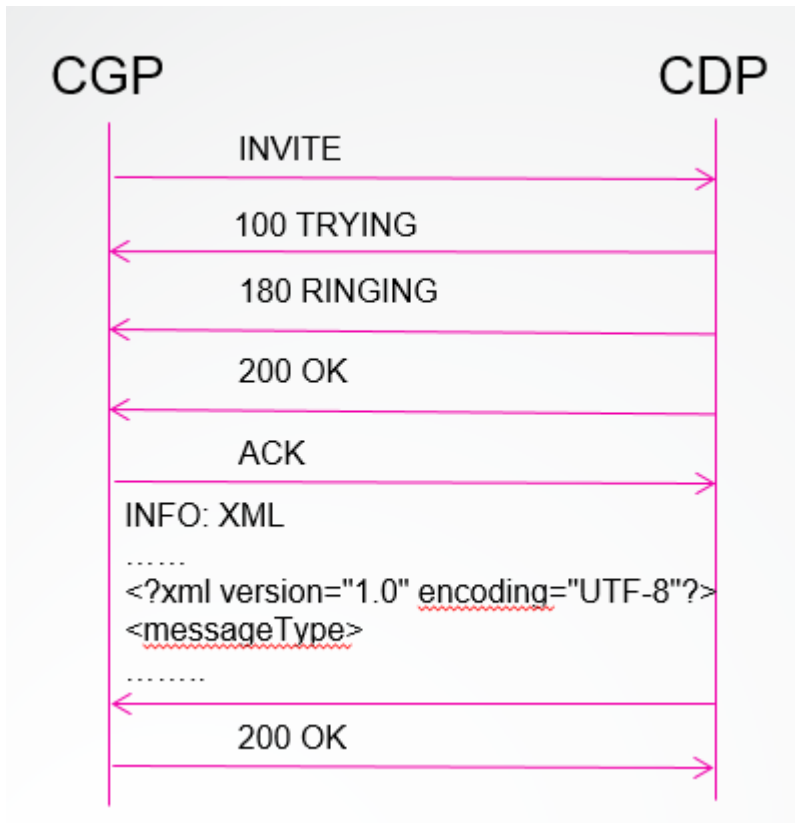 CGP CDP
INVITE
100 TRYING
180 RINGING
200 OK
ACK
INFO: XML
......
<?xml version="1.0" encoding="UTF-8"?>
<messageType>
........
200 OK